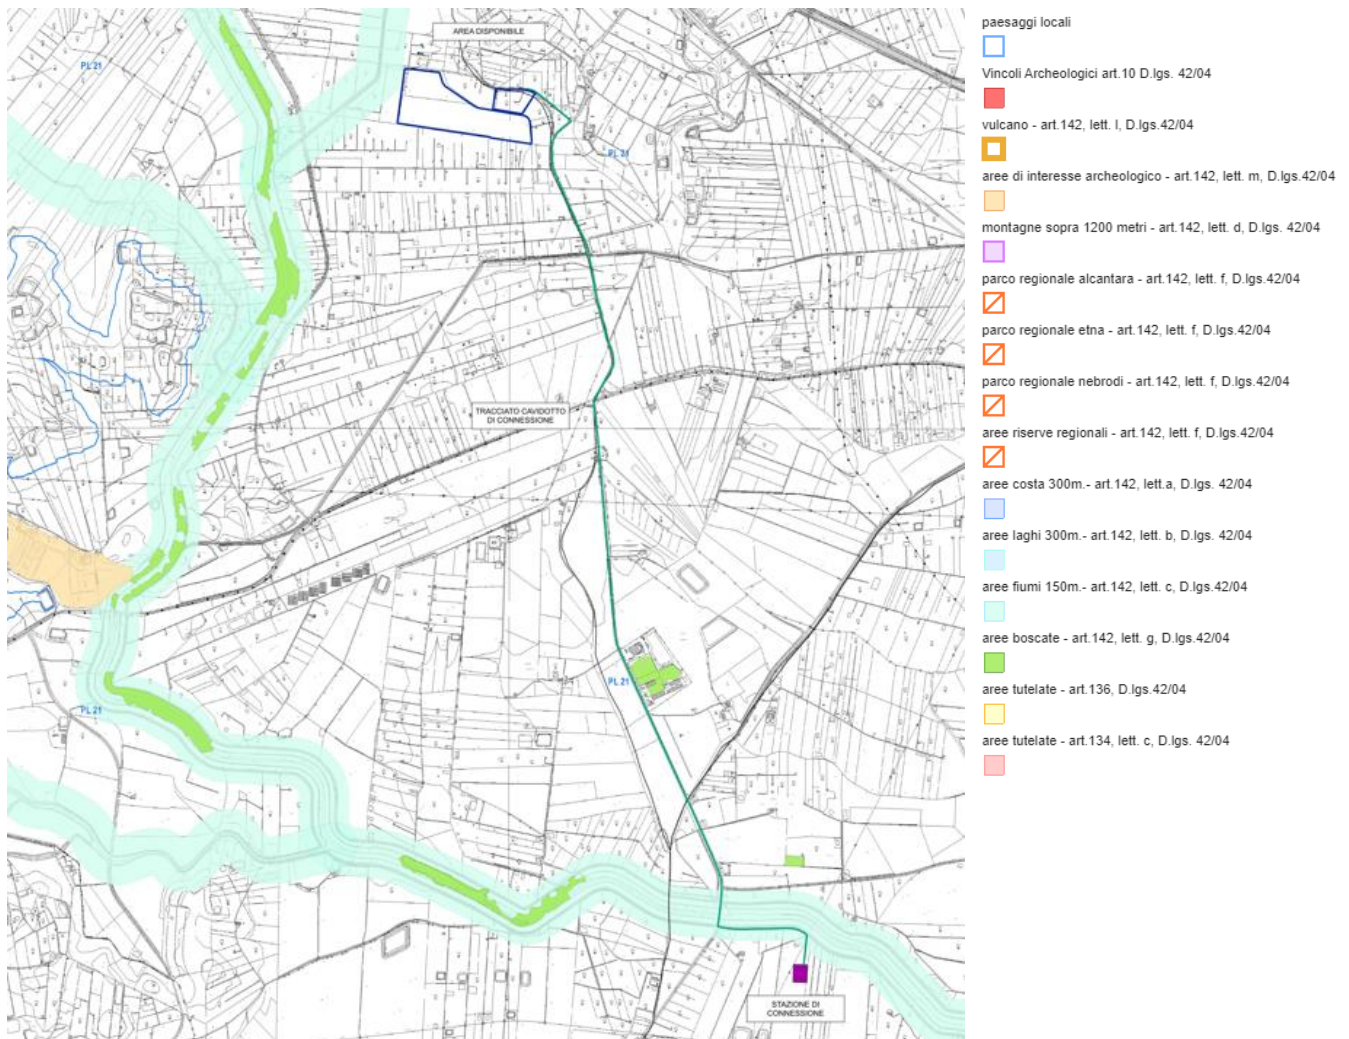 AREA DISPONIBILE
PL 21
PL 21
TRACCIATO CAVIDOTTO
DI CONNESSIONE
PL 21
PL 21
STAZIONE DI
CONNESSIONE
paesaggi locali
Vincoli Archeologici art.10 D.lgs. 42/04
vulcano - art.142, lett. l, D.lgs.42/04
aree di interesse archeologico - art.142, lett. m, D.lgs.42/04
montagne sopra 1200 metri - art.142, lett. d, D.lgs. 42/04
parco regionale alcantara - art.142, lett. f, D.lgs.42/04
parco regionale etna - art.142, lett. f, D.lgs.42/04
parco regionale nebrodi - art.142, lett. f, D.lgs.42/04
aree riserve regionali - art.142, lett. f, D.lgs.42/04
aree costa 300m.- art.142, lett.a, D.lgs. 42/04
aree laghi 300m.- art.142, lett. b, D.lgs. 42/04
aree fiumi 150m.- art.142, lett. c, D.lgs.42/04
aree boscate - art.142, lett. g, D.lgs.42/04
aree tutelate - art.136, D.lgs.42/04
aree tutelate - art.134, lett. c, D.lgs. 42/04